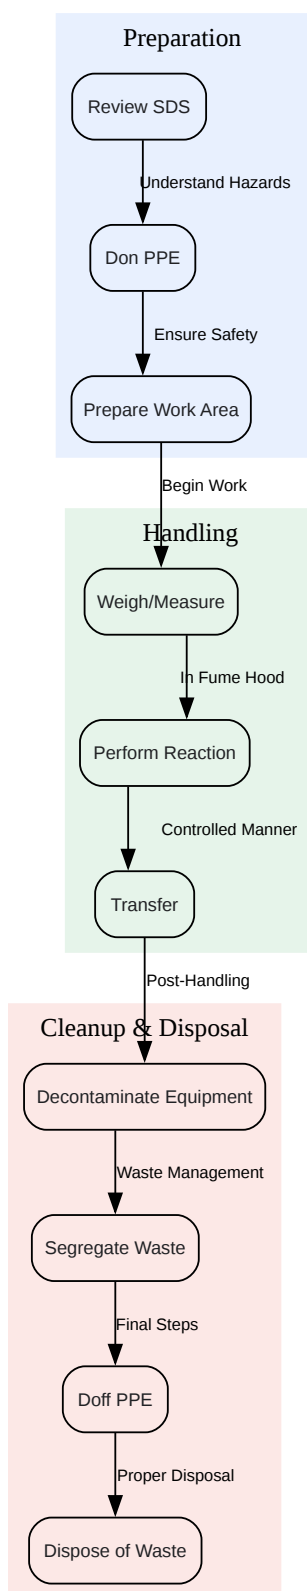 Preparation
Review SDS
Understand Hazards
Don PPE
Ensure Safety
Prepare Work Area
Begin Work
Handling
Weigh/Measure
In Fume Hood
Perform Reaction
Controlled Manner
Transfer
Post-Handling
Cleanup & Disposal
Decontaminate Equipment
Waste Management
Segregate Waste
Final Steps
Doff PPE
Proper Disposal
Dispose of Waste